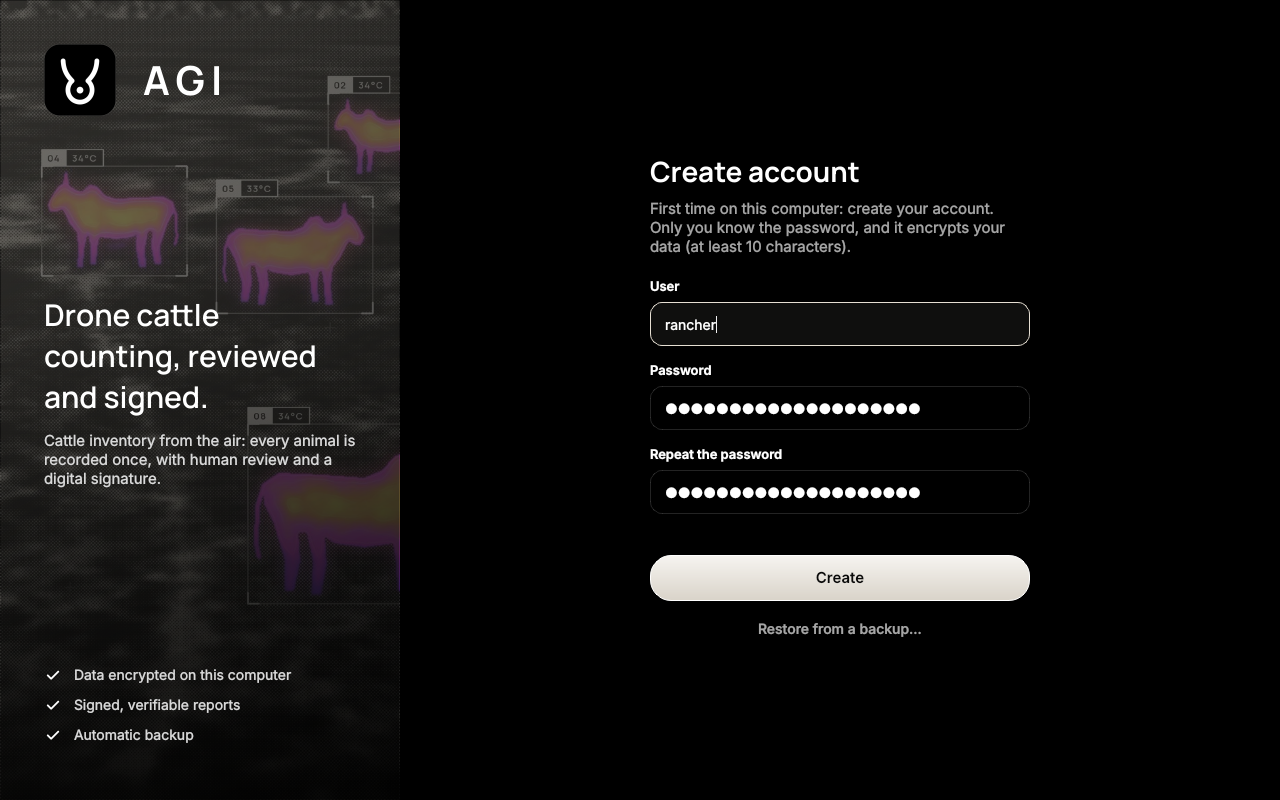 AGI
02 34°C
04 34°C
05 33°C
Drone cattle
counting, reviewed
and signed.
08 34°C
Cattle inventory from the air: every animal is
recorded once, with human review and a
digital signature.
Data encrypted on this computer
Signed, verifiable reports
Automatic backup
Create account
First time on this computer: create your account.
Only you know the password, and it encrypts your
data (at least 10 characters).
User
rancher
Password
Repeat the password
Create
Restore from a backup...